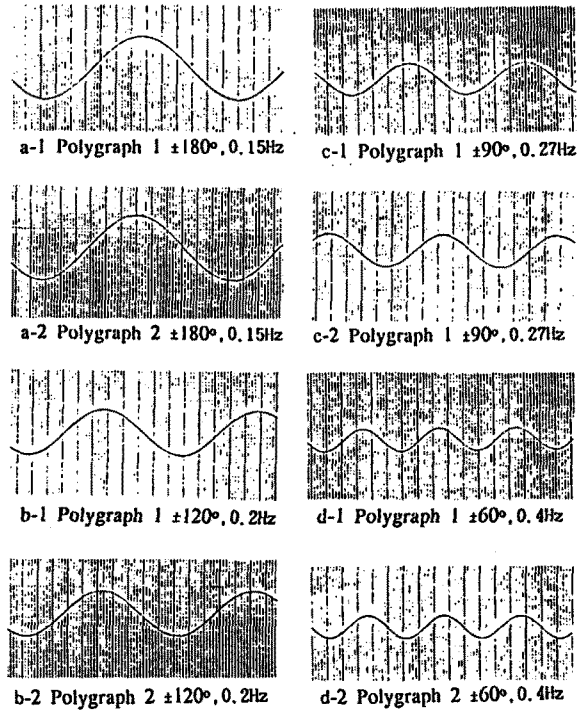 a-1 Polygraph 1 ±180°, 0.15Hz
c-1 Polygraph 1 ±90°, 0.27Hz
a-2 Polygraph 2 ±180°, 0.15Hz
c-2 Polygraph 1 ±90°, 0.27Hz
b-1 Polygraph 1 ±120°, 0.2Hz
d-1 Polygraph 1 ±60°, 0.4Hz
b-2 Polygraph 2 ±120°, 0.2Hz
d-2 Polygraph 2 ±60°, 0.4Hz